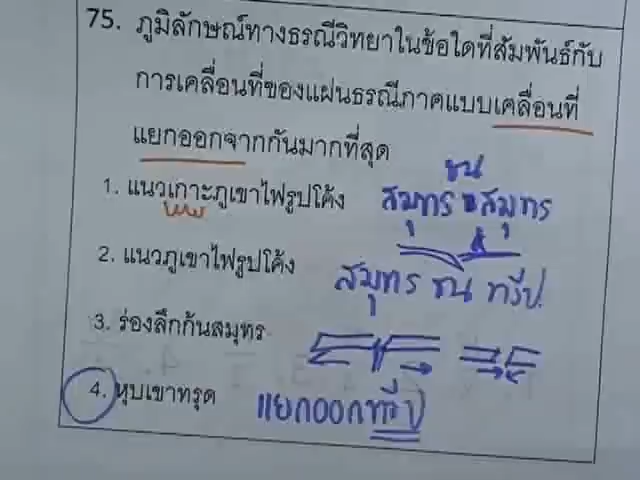 75. ภูมิลักษณ์ทางธรณีวิทยาในข้อใดที่สัมพันธ์กับ
การเคลื่อนที่ของแผ่นธรณีภาคแบบเคลื่อนที่
แยกออกจากกันมากที่สุด
ชน
1. แนวเกาะภูเขาไฟรูปโค้ง สมุทร สมุทร
2. แนวภูเขาไฟรูปโค้ง สมุทร ชน ทวีป
3. ร่องลึกก้นสมุทร
4. หุบเขาทรุด แยกออกทวีป